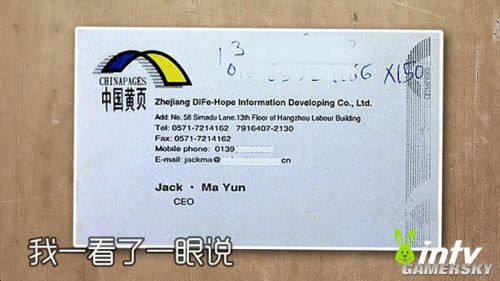 CHINAPAGES
中国黄页
Zhejiang DiFe-Hope Information Developing Co., Ltd.
Add: No. 58 Simadu Lane,13th Floor of Hangzhou Labour Building
Tel: 0571-7214162 7916407-2130
Fax: 0571-7214162
Mobile phone: 0139
E-mail: jackma@ cn
Jack · Ma Yun
CEO
我一看了一眼说
imtv
GAMERSKY